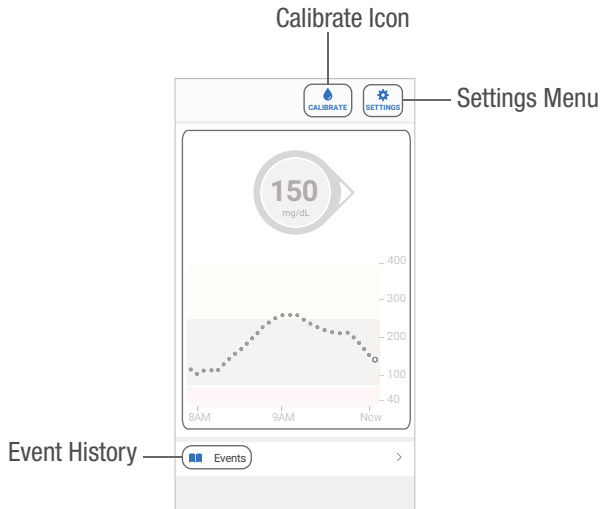 Calibrate Icon
CALIBRATE
SETTINGS
Settings Menu
150
mg/dL
400
300
200
100
40
8AM
9AM
Now
Event History
Events